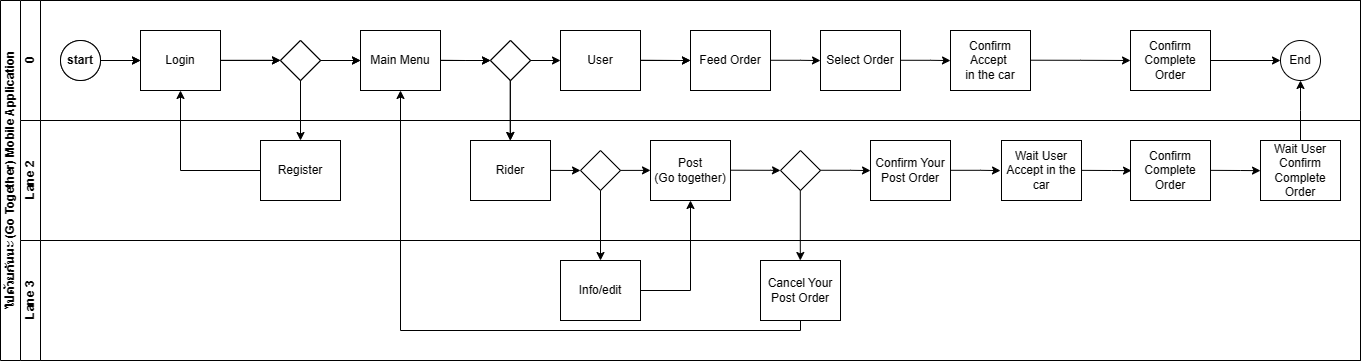 ไปด้วยกันนะ (Go Together) Mobile Application
0
start
Login
Main Menu
User
Feed Order
Select Order
Confirm
Accept
in the car
Confirm
Complete
Order
End
Lane 2
Register
Rider
Post
(Go together)
Confirm Your
Post Order
Wait User
Accept in the
car
Confirm
Complete
Order
Wait User
Confirm
Complete
Order
Lane 3
Info/edit
Cancel Your
Post Order